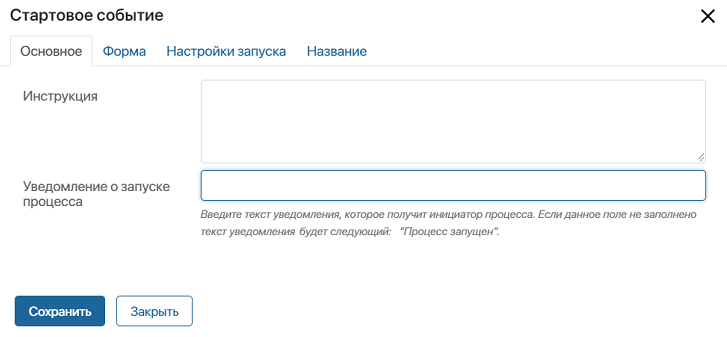 Стартовое событие
Основное Форма Настройки запуска Название
Инструкция
Уведомление о запуске
процесса
Введите текст уведомления, которое получит инициатор процесса. Если данное поле не заполнено
текст уведомления будет следующий: "Процесс запущен".
Сохранить Закрыть